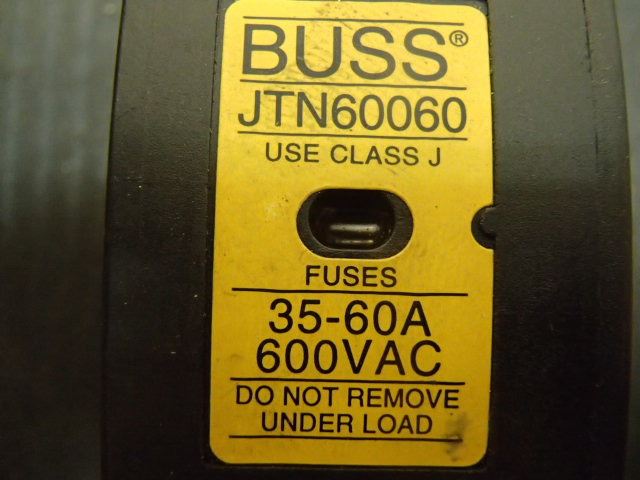 BUSS®
JTN60060
USE CLASS J
FUSES
35-60A
600VAC
DO NOT REMOVE
UNDER LOAD